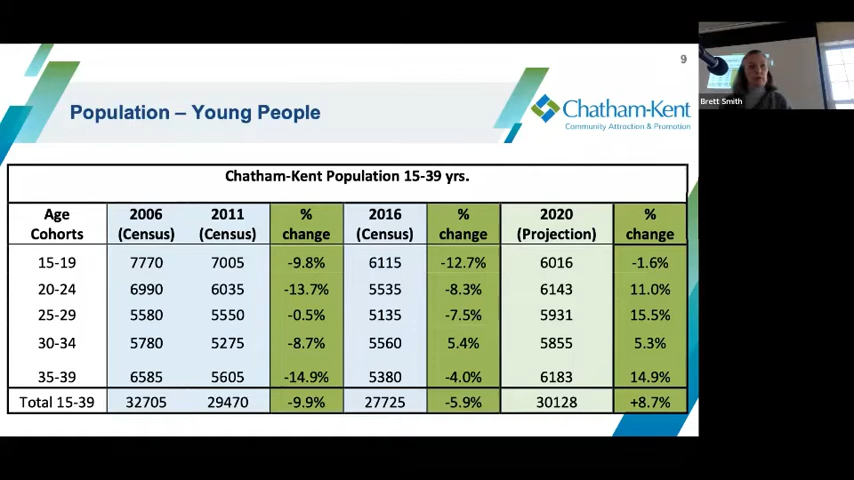 9
Brett Smith
Population – Young People
Chatham-Kent
Community Attraction & Promotion
Chatham-Kent Population 15-39 yrs.
Age Cohorts 2006 (Census) 2011 (Census) % change 2016 (Census) % change 2020 (Projection) % change
15-19 7770 7005 -9.8% 6115 -12.7% 6016 -1.6%
20-24 6990 6035 -13.7% 5535 -8.3% 6143 11.0%
25-29 5580 5550 -0.5% 5135 -7.5% 5931 15.5%
30-34 5780 5275 -8.7% 5560 5.4% 5855 5.3%
35-39 6585 5605 -14.9% 5380 -4.0% 6183 14.9%
Total 15-39 32705 29470 -9.9% 27725 -5.9% 30128 +8.7%